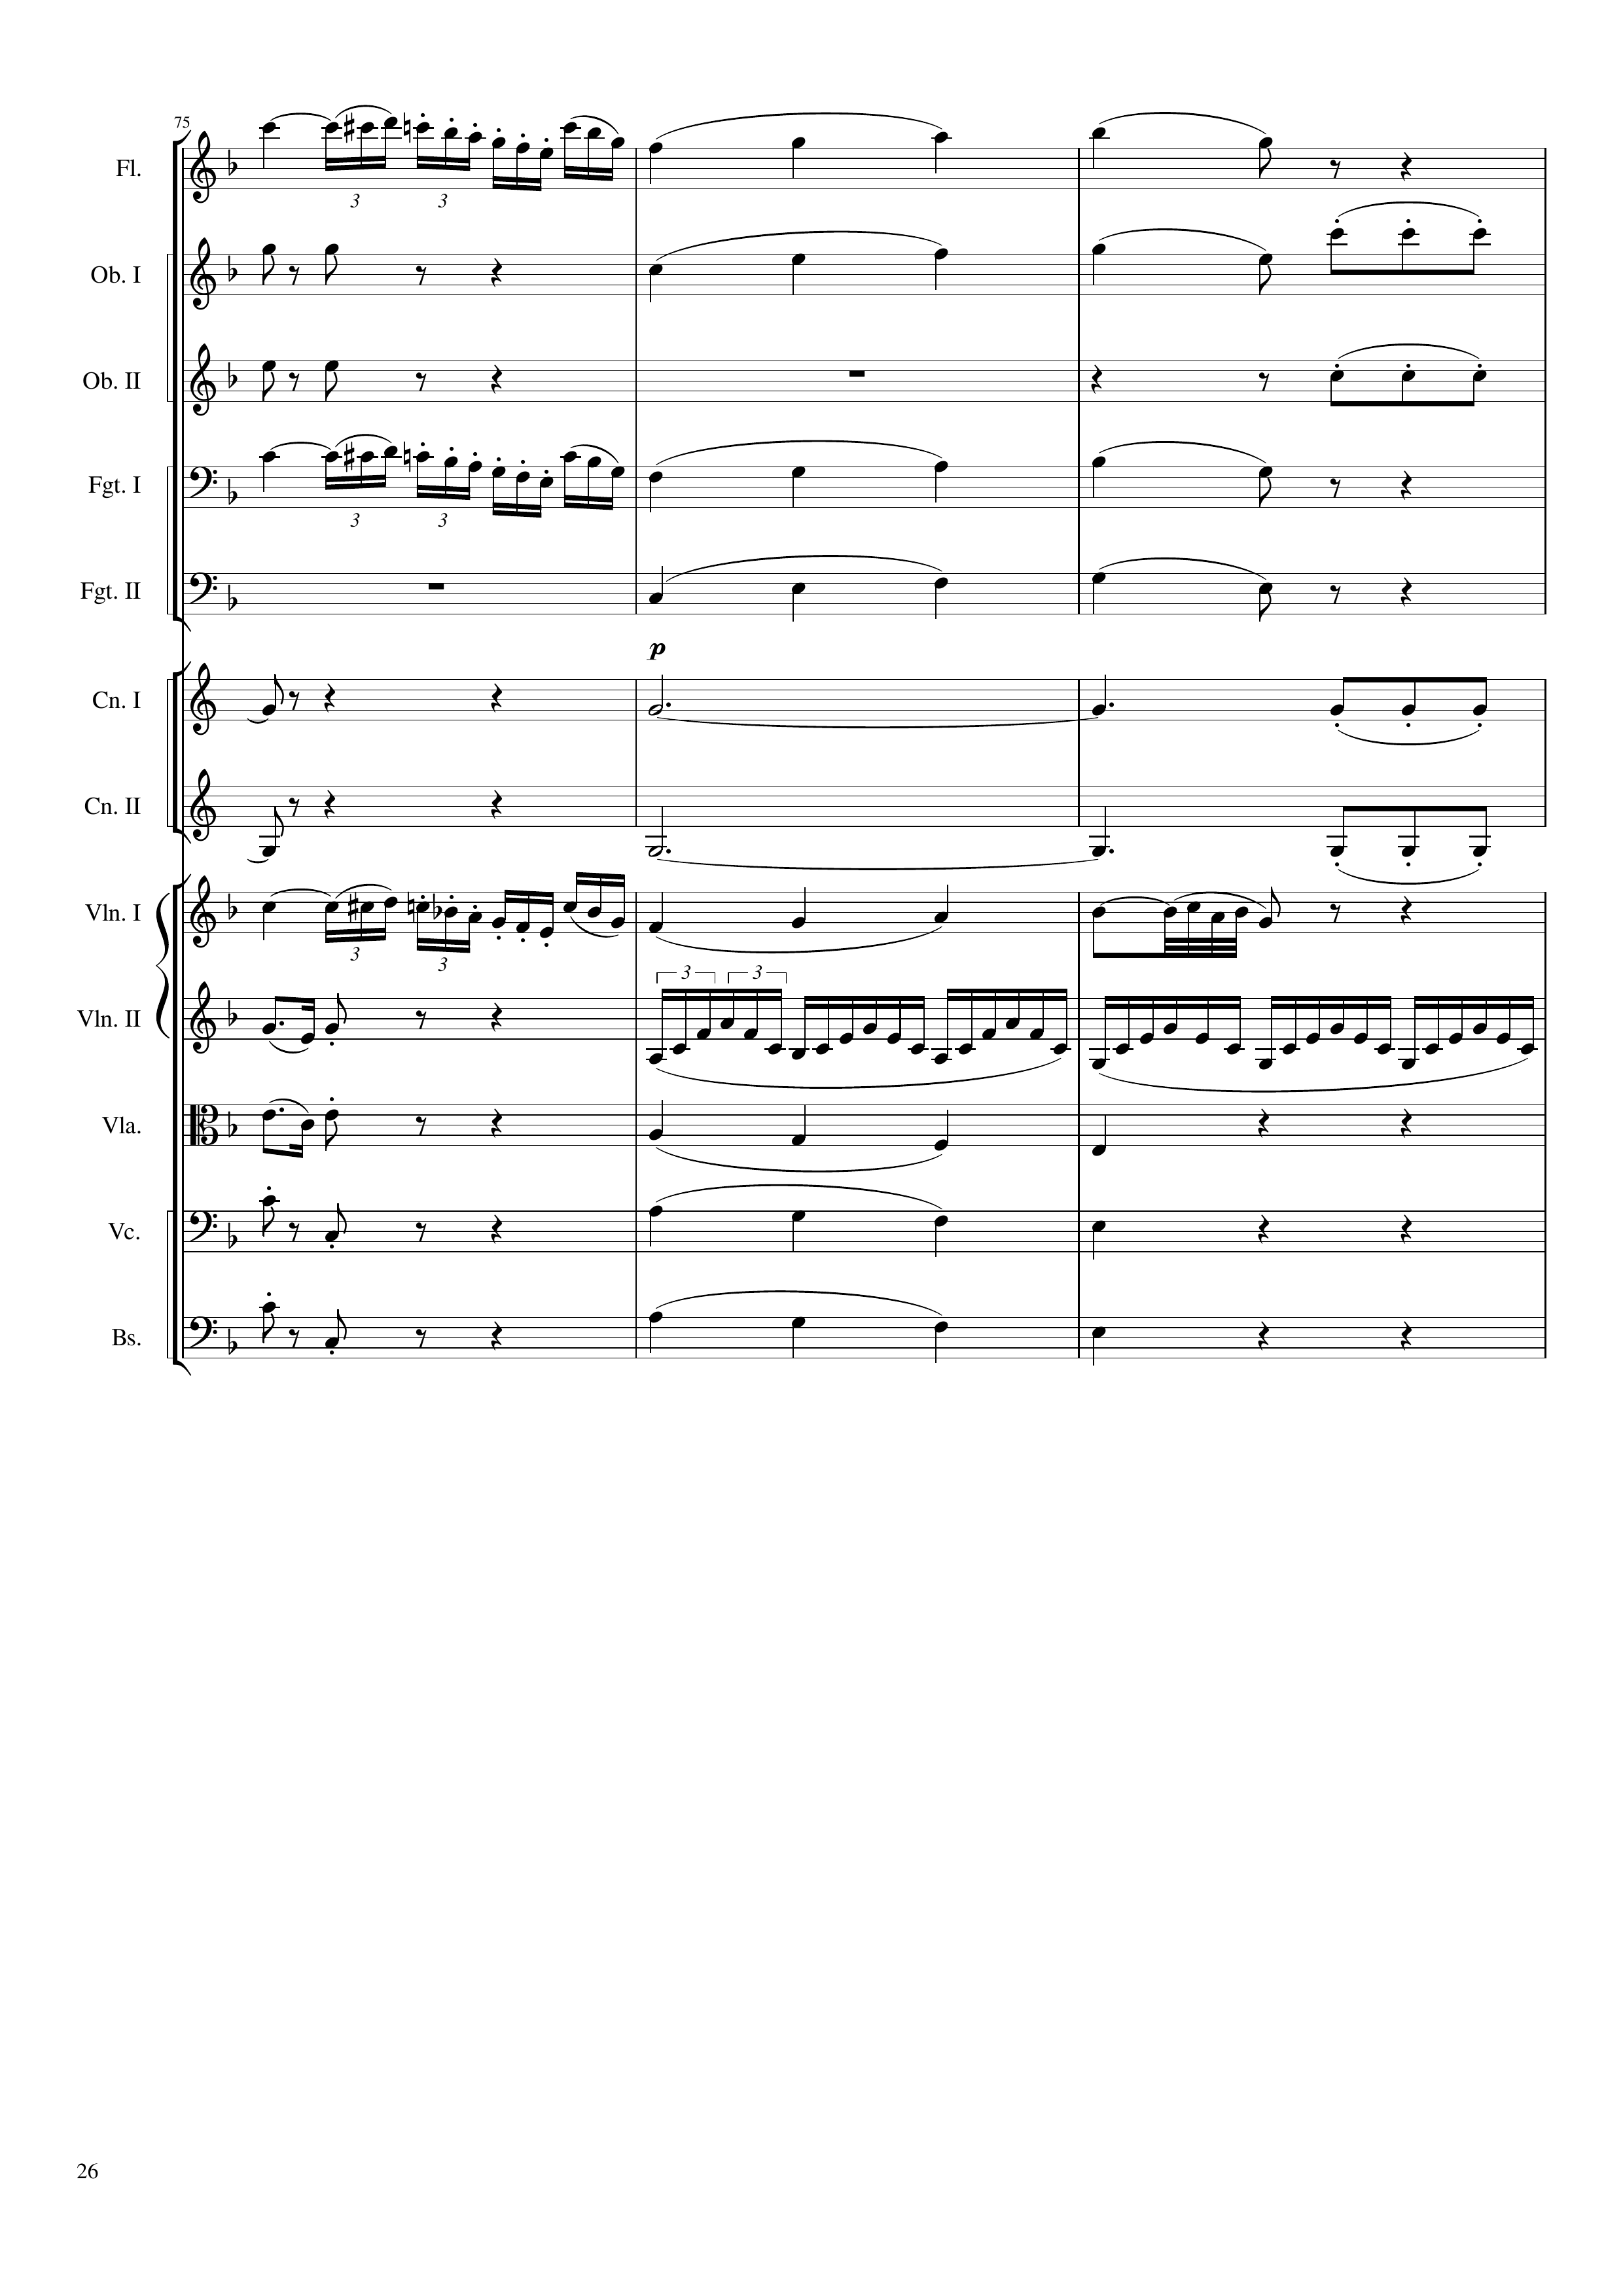 75
Fl.
3 3
Ob. I
Ob. II
Fgt. I
3 3
Fgt. II
p
Cn. I
Cn. II
Vln. I
3 3
3 3
Vln. II
Vla.
Vc.
Bs.
26